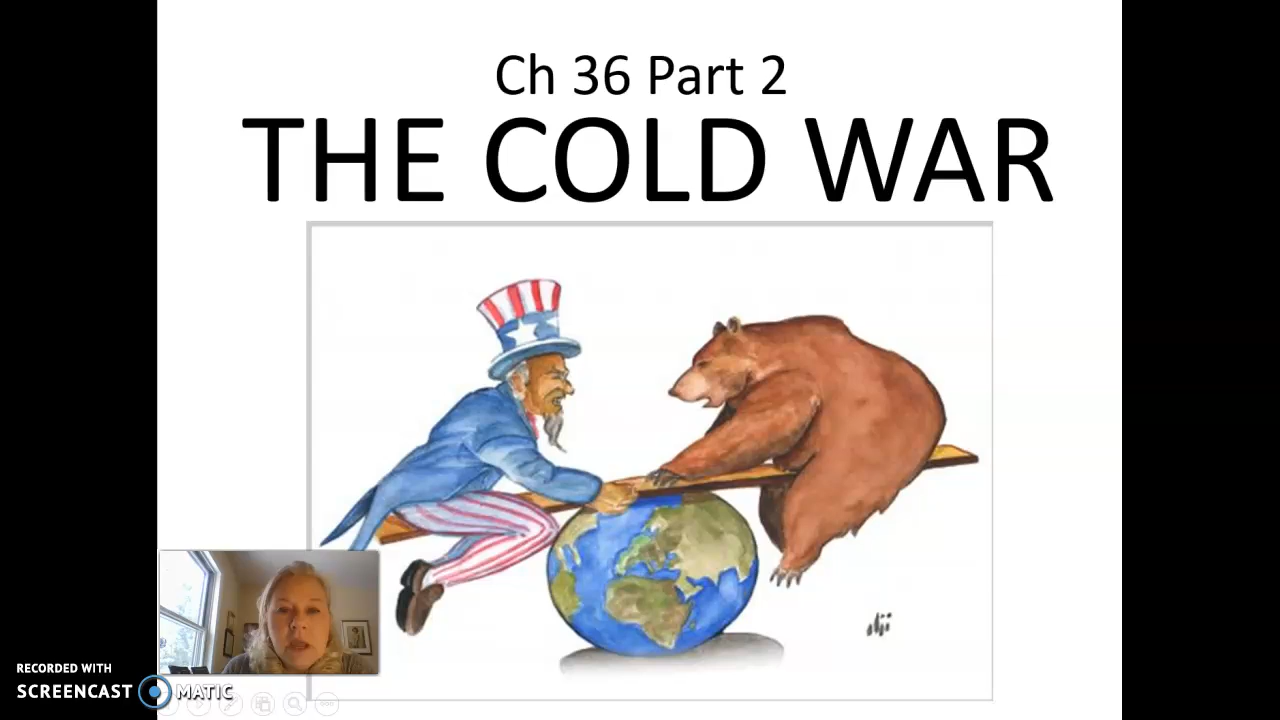 Ch 36 Part 2
THE COLD WAR
RECORDED WITH
SCREENCAST MATIC